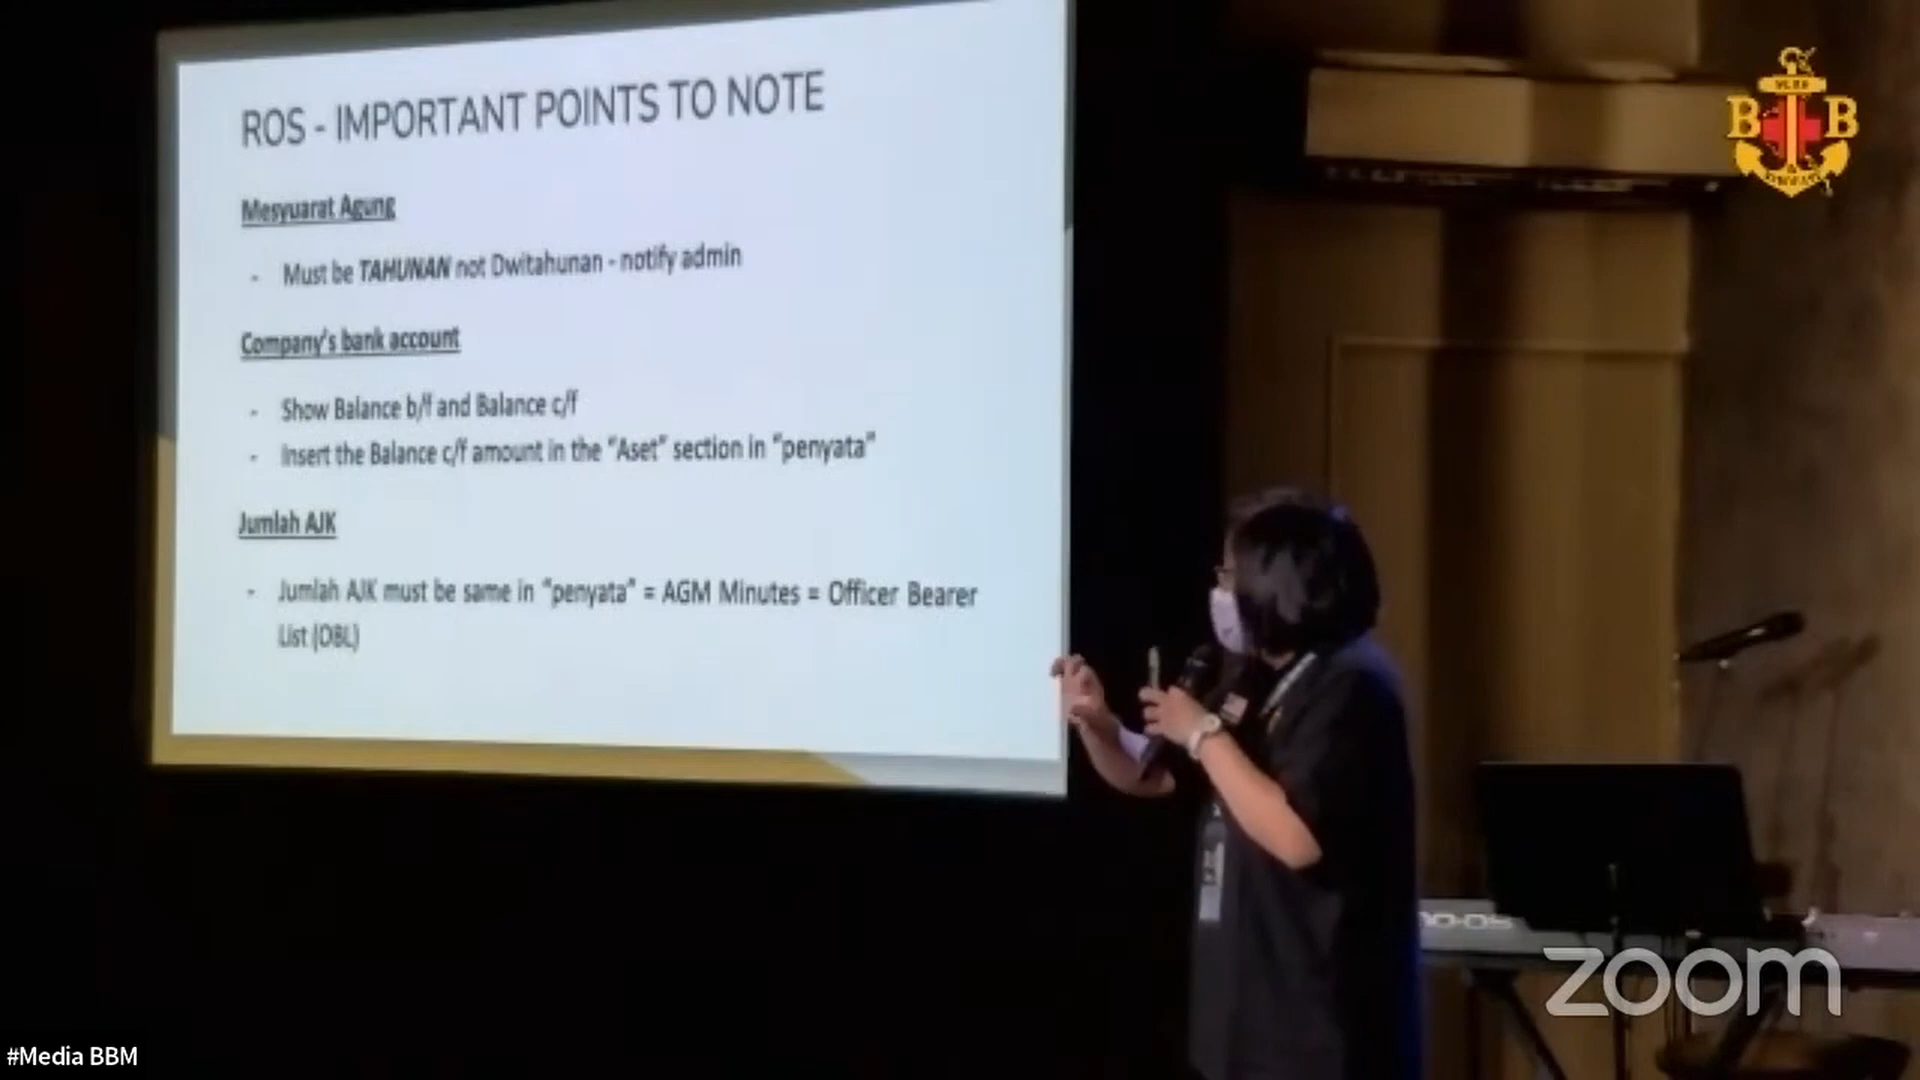 ROS - IMPORTANT POINTS TO NOTE
Mesyuarat Agung
- Must be TAHUNAN not Dwitahunan - notify admin
Company's bank account
- Show Balance b/f and Balance c/f
- Insert the Balance c/f amount in the “Aset” section in “penyata”
Jumlah AJK
- Jumlah AJK must be same in “penyata” = AGM Minutes = Officer Bearer
List (OBL)
B B
zoom
#Media BBM